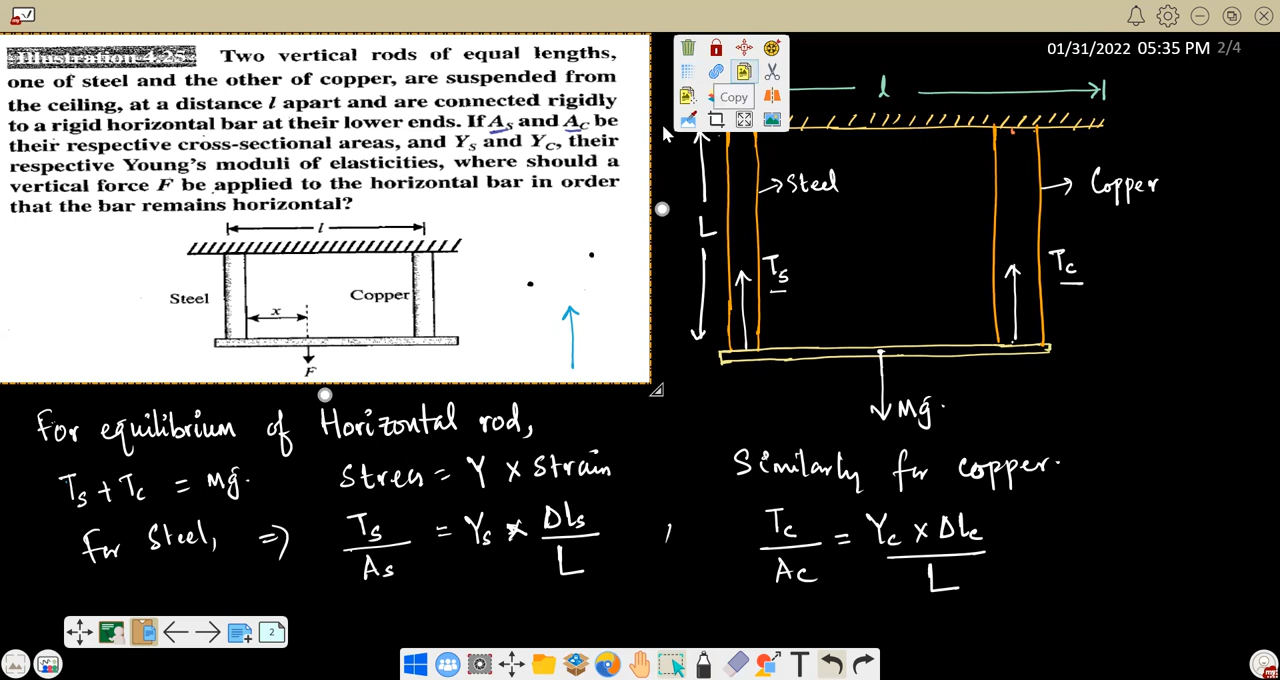 01/31/2022 05:35 PM 2/4
Illustration 4.25 Two vertical rods of equal lengths,
one of steel and the other of copper, are suspended from
the ceiling, at a distance l apart and are connected rigidly
to a rigid horizontal bar at their lower ends. If A_S and A_C be
their respective cross-sectional areas, and Y_S and Y_C, their
respective Young's moduli of elasticities, where should a
vertical force F be applied to the horizontal bar in order
that the bar remains horizontal?
l
Steel
Copper
x
F
Copy
l
L
Steel
Copper
T_s
T_c
Mg.
For equilibrium of Horizontal rod,
T_s + T_c = Mg.
Stress = Y × Strain
For Steel, ⇒ T_s / A_s = Y_s × ΔL_s / L ,
Similarly for copper.
T_c / A_c = Y_c × ΔL_c / L
2
T